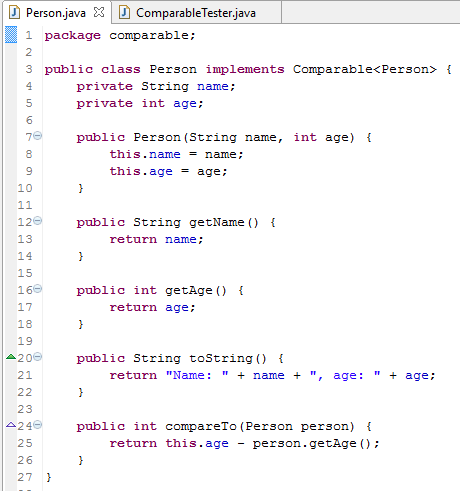 Person.java ComparableTester.java
1 package comparable;
2
3 public class Person implements Comparable<Person> {
4     private String name;
5     private int age;
6
7     public Person(String name, int age) {
8         this.name = name;
9         this.age = age;
10     }
11
12     public String getName() {
13         return name;
14     }
15
16     public int getAge() {
17         return age;
18     }
19
20     public String toString() {
21         return "Name: " + name + ", age: " + age;
22     }
23
24     public int compareTo(Person person) {
25         return this.age - person.getAge();
26     }
27 }